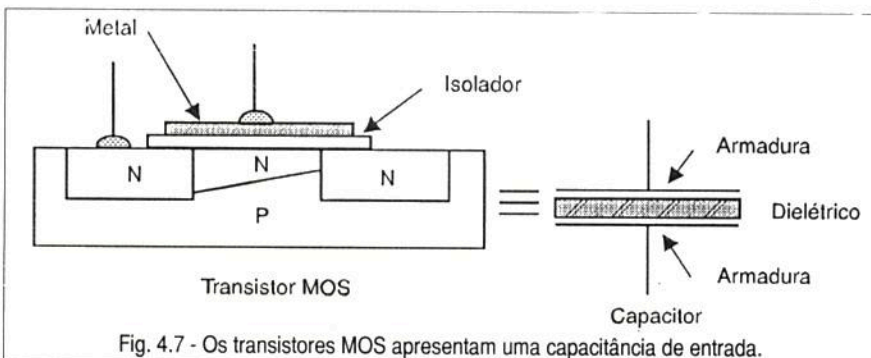 Metal
Isolador
N
N
N
P
Transistor MOS
Armadura
Dielétrico
Armadura
Capacitor
Fig. 4.7 - Os transistores MOS apresentam uma capacitância de entrada.